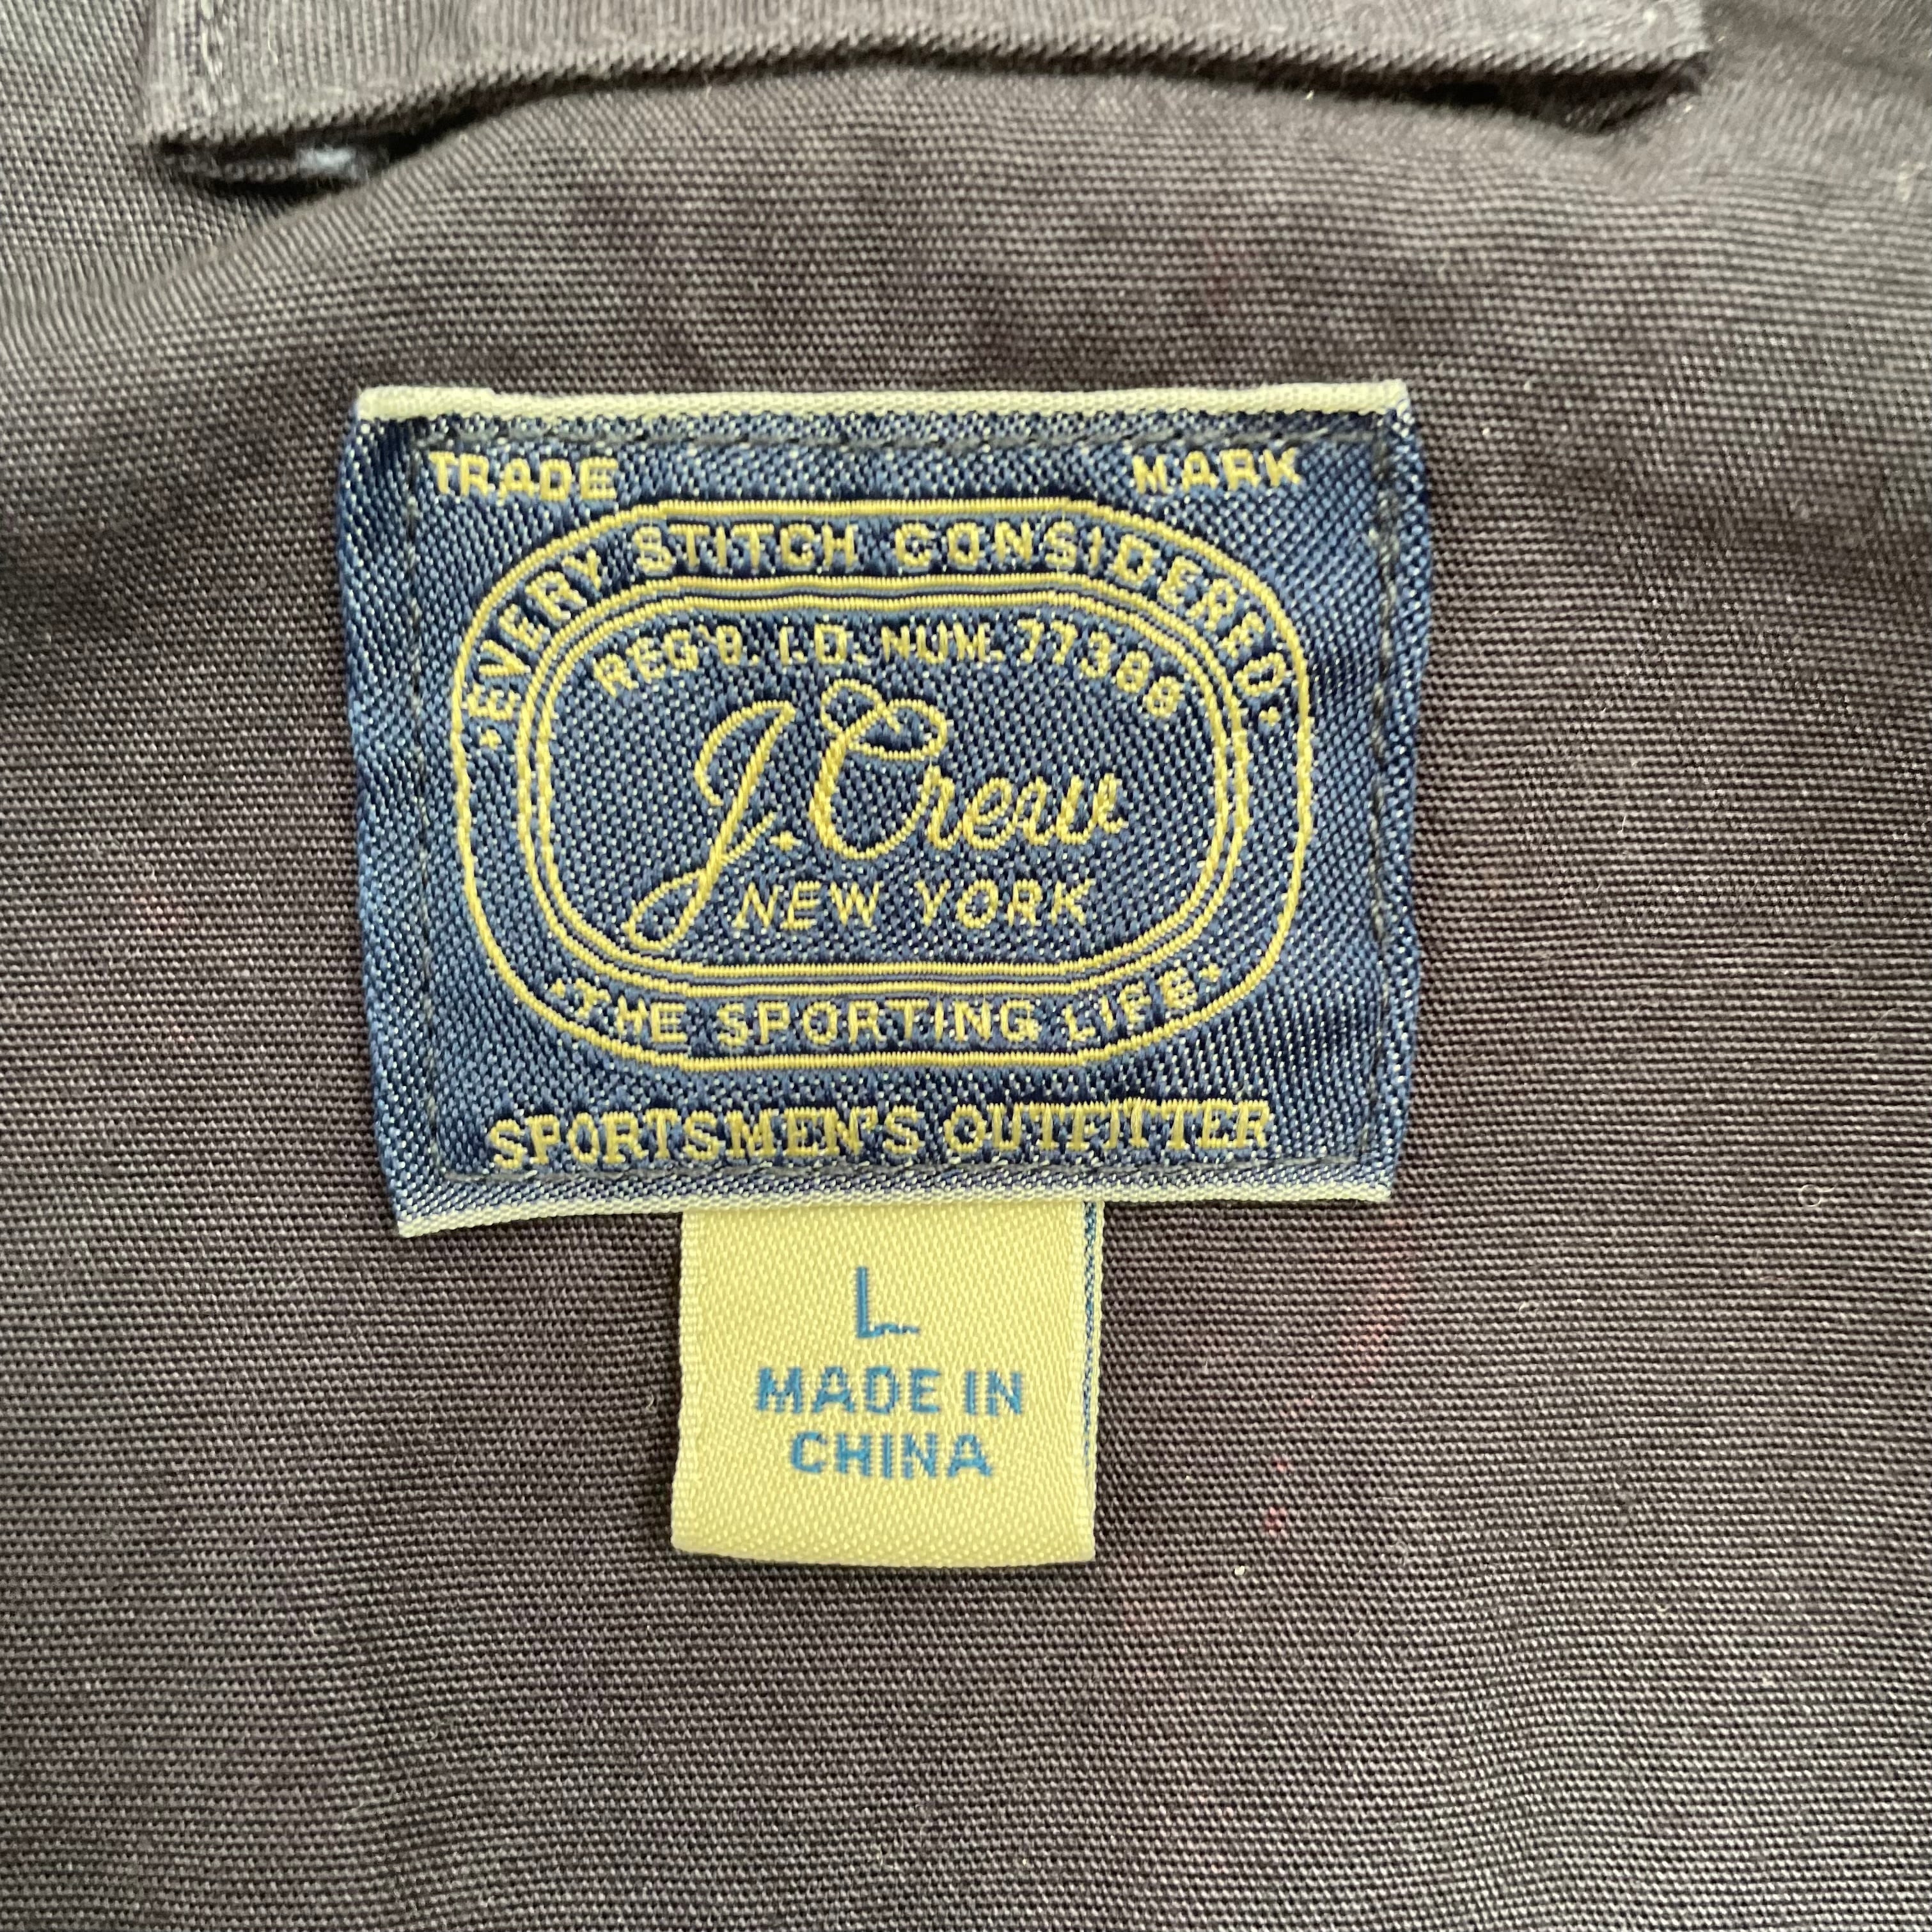 TRADE MARK
EVERY STITCH CONSIDERED
REG'D. I.D. NUM. 77388
J.Crew
NEW YORK
THE SPORTING LIFE
SPORTSMEN'S OUTFITTER
L
MADE IN
CHINA